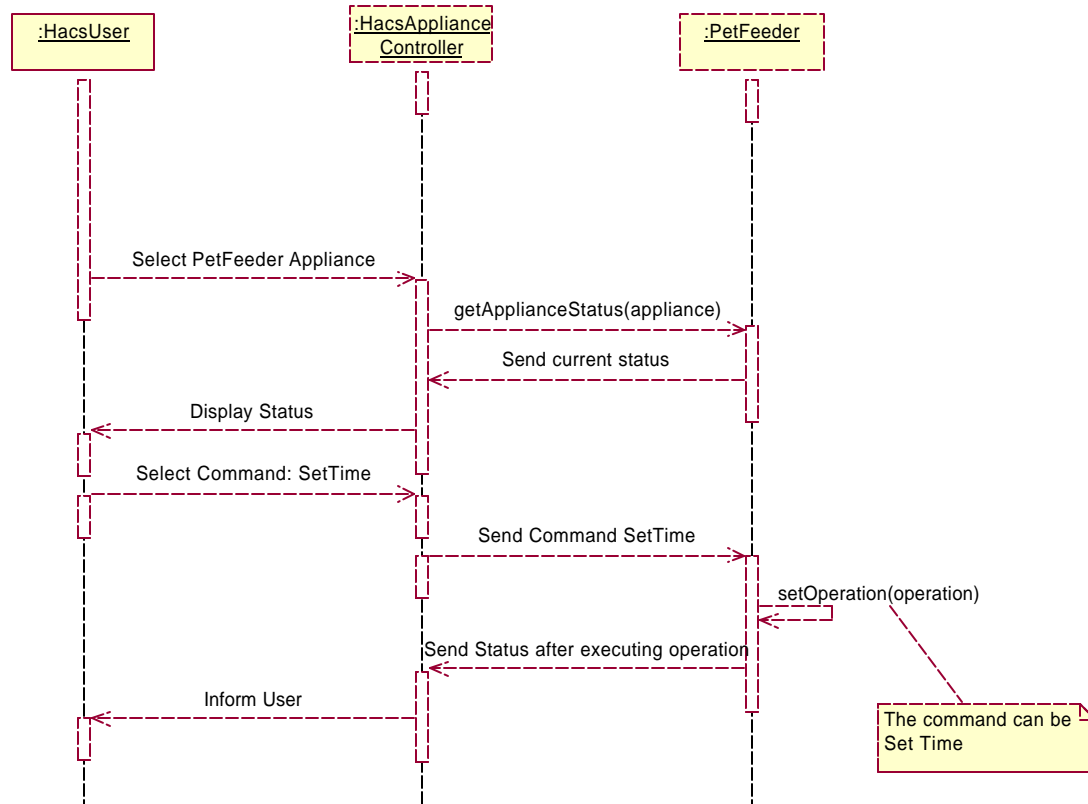 :HacsUser
:HacsAppliance
Controller
:PetFeeder
Select PetFeeder Appliance
getApplianceStatus(appliance)
Send current status
Display Status
Select Command: SetTime
Send Command SetTime
setOperation(operation)
Send Status after executing operation
Inform User
The command can be
Set Time